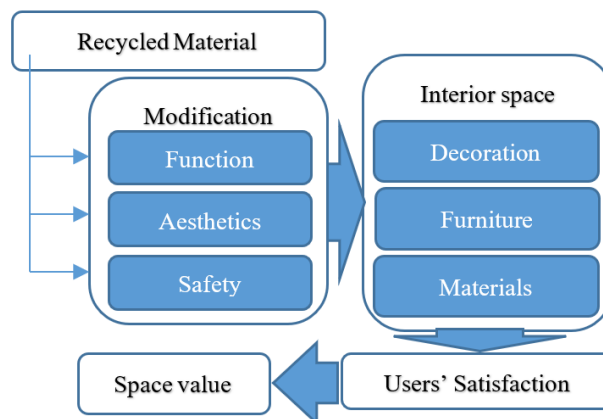 Recycled Material
Modification
Function
Aesthetics
Safety
Interior space
Decoration
Furniture
Materials
Users’ Satisfaction
Space value